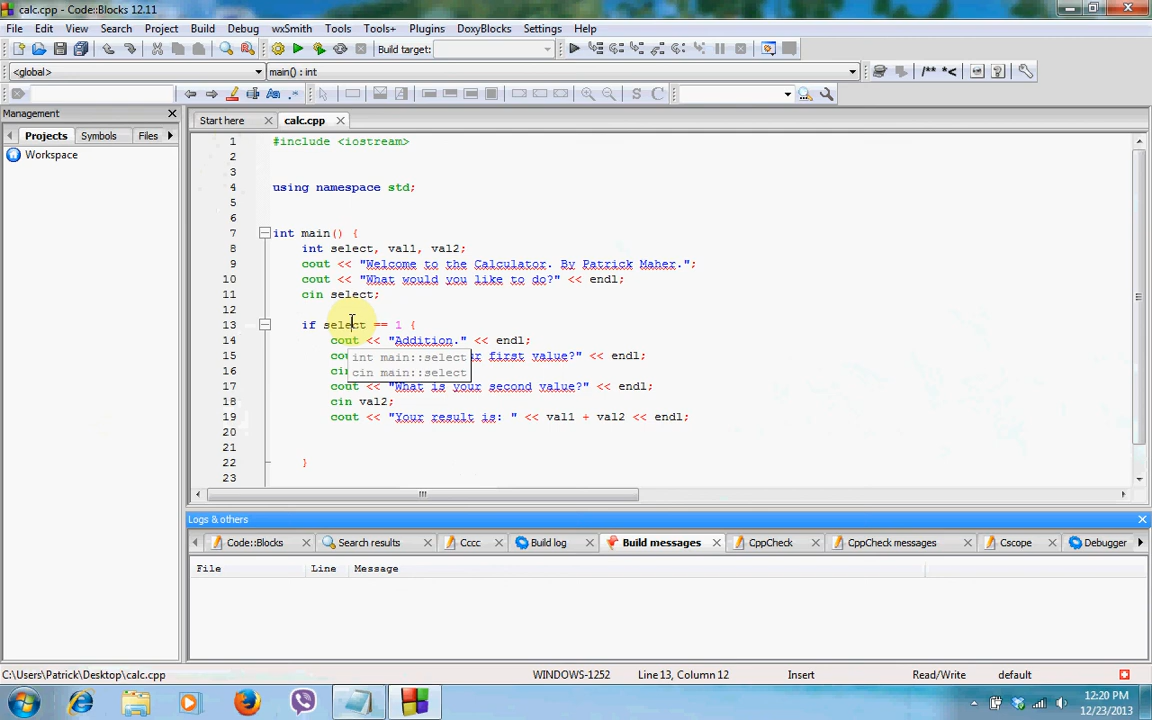 calc.cpp - Code::Blocks 12.11
File Edit View Search Project Build Debug wxSmith Tools Tools+ Plugins DoxyBlocks Settings Help
Build target:
<global> main() : int /** *<
S C
Management
Projects Symbols Files
Workspace
Start here calc.cpp
1 #include <iostream>
2
3
4 using namespace std;
5
6
7 int main() {
8 int select, val1, val2;
9 cout << "Welcome to the Calculator. By Patrick Maher.";
10 cout << "What would you like to do?" << endl;
11 cin select;
12
13 if select == 1 {
14 cout << "Addition." << endl;
15 cou ur first value?" << endl;
int main::select
16 cin
cin main::select
17 cout << "What is your second value?" << endl;
18 cin val2;
19 cout << "Your result is: " << val1 + val2 << endl;
20
21
22 }
23
Logs & others
Code::Blocks Search results Cccc Build log Build messages CppCheck CppCheck messages Cscope Debugger
File Line Message
C:\Users\Patrick\Desktop\calc.cpp WINDOWS-1252 Line 13, Column 12 Insert Read/Write default
12:20 PM
12/23/2013